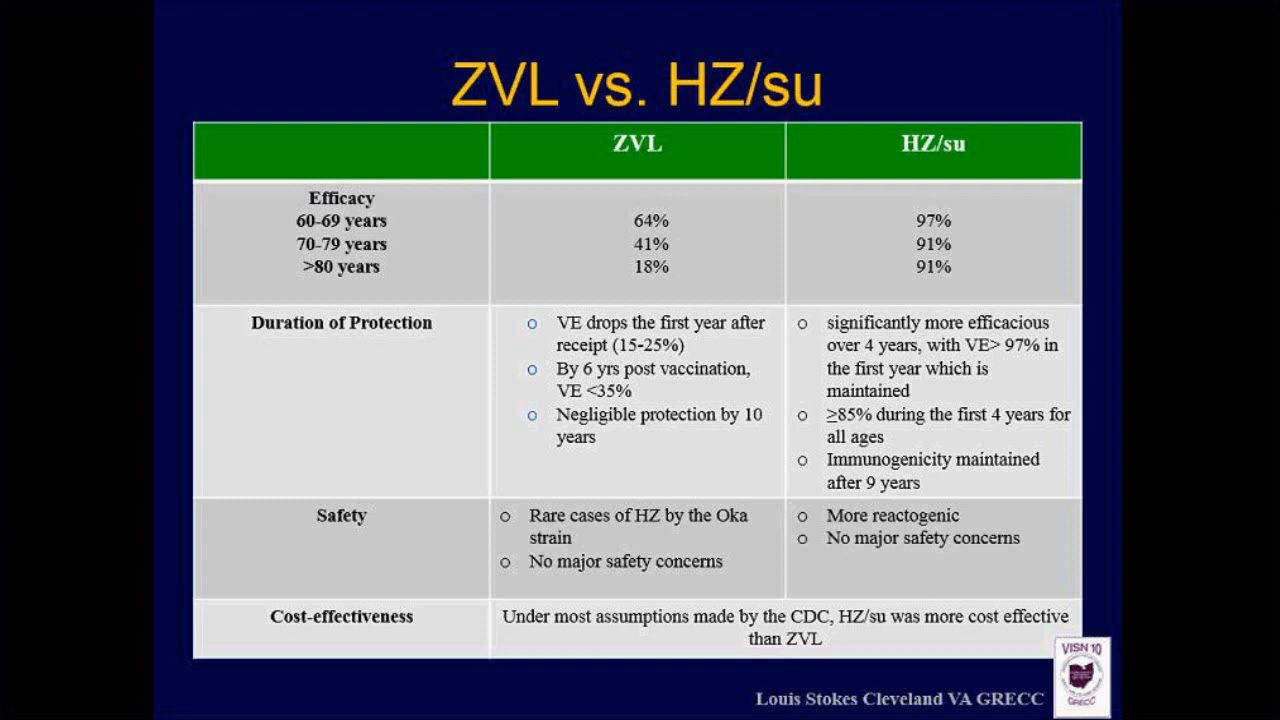 ZVL vs. HZ/su
ZVL
HZ/su
Efficacy
60-69 years
64%
97%
70-79 years
41%
91%
>80 years
18%
91%
Duration of Protection
o VE drops the first year after
receipt (15-25%)
o By 6 yrs post vaccination,
VE <35%
o Negligible protection by 10
years
o significantly more efficacious
over 4 years, with VE> 97% in
the first year which is
maintained
o ≥85% during the first 4 years for
all ages
o Immunogenicity maintained
after 9 years
Safety
o Rare cases of HZ by the Oka
strain
o No major safety concerns
o More reactogenic
o No major safety concerns
Cost-effectiveness
Under most assumptions made by the CDC, HZ/su was more cost effective
than ZVL
VISN 10
GRECC
Louis Stokes Cleveland VA GRECC